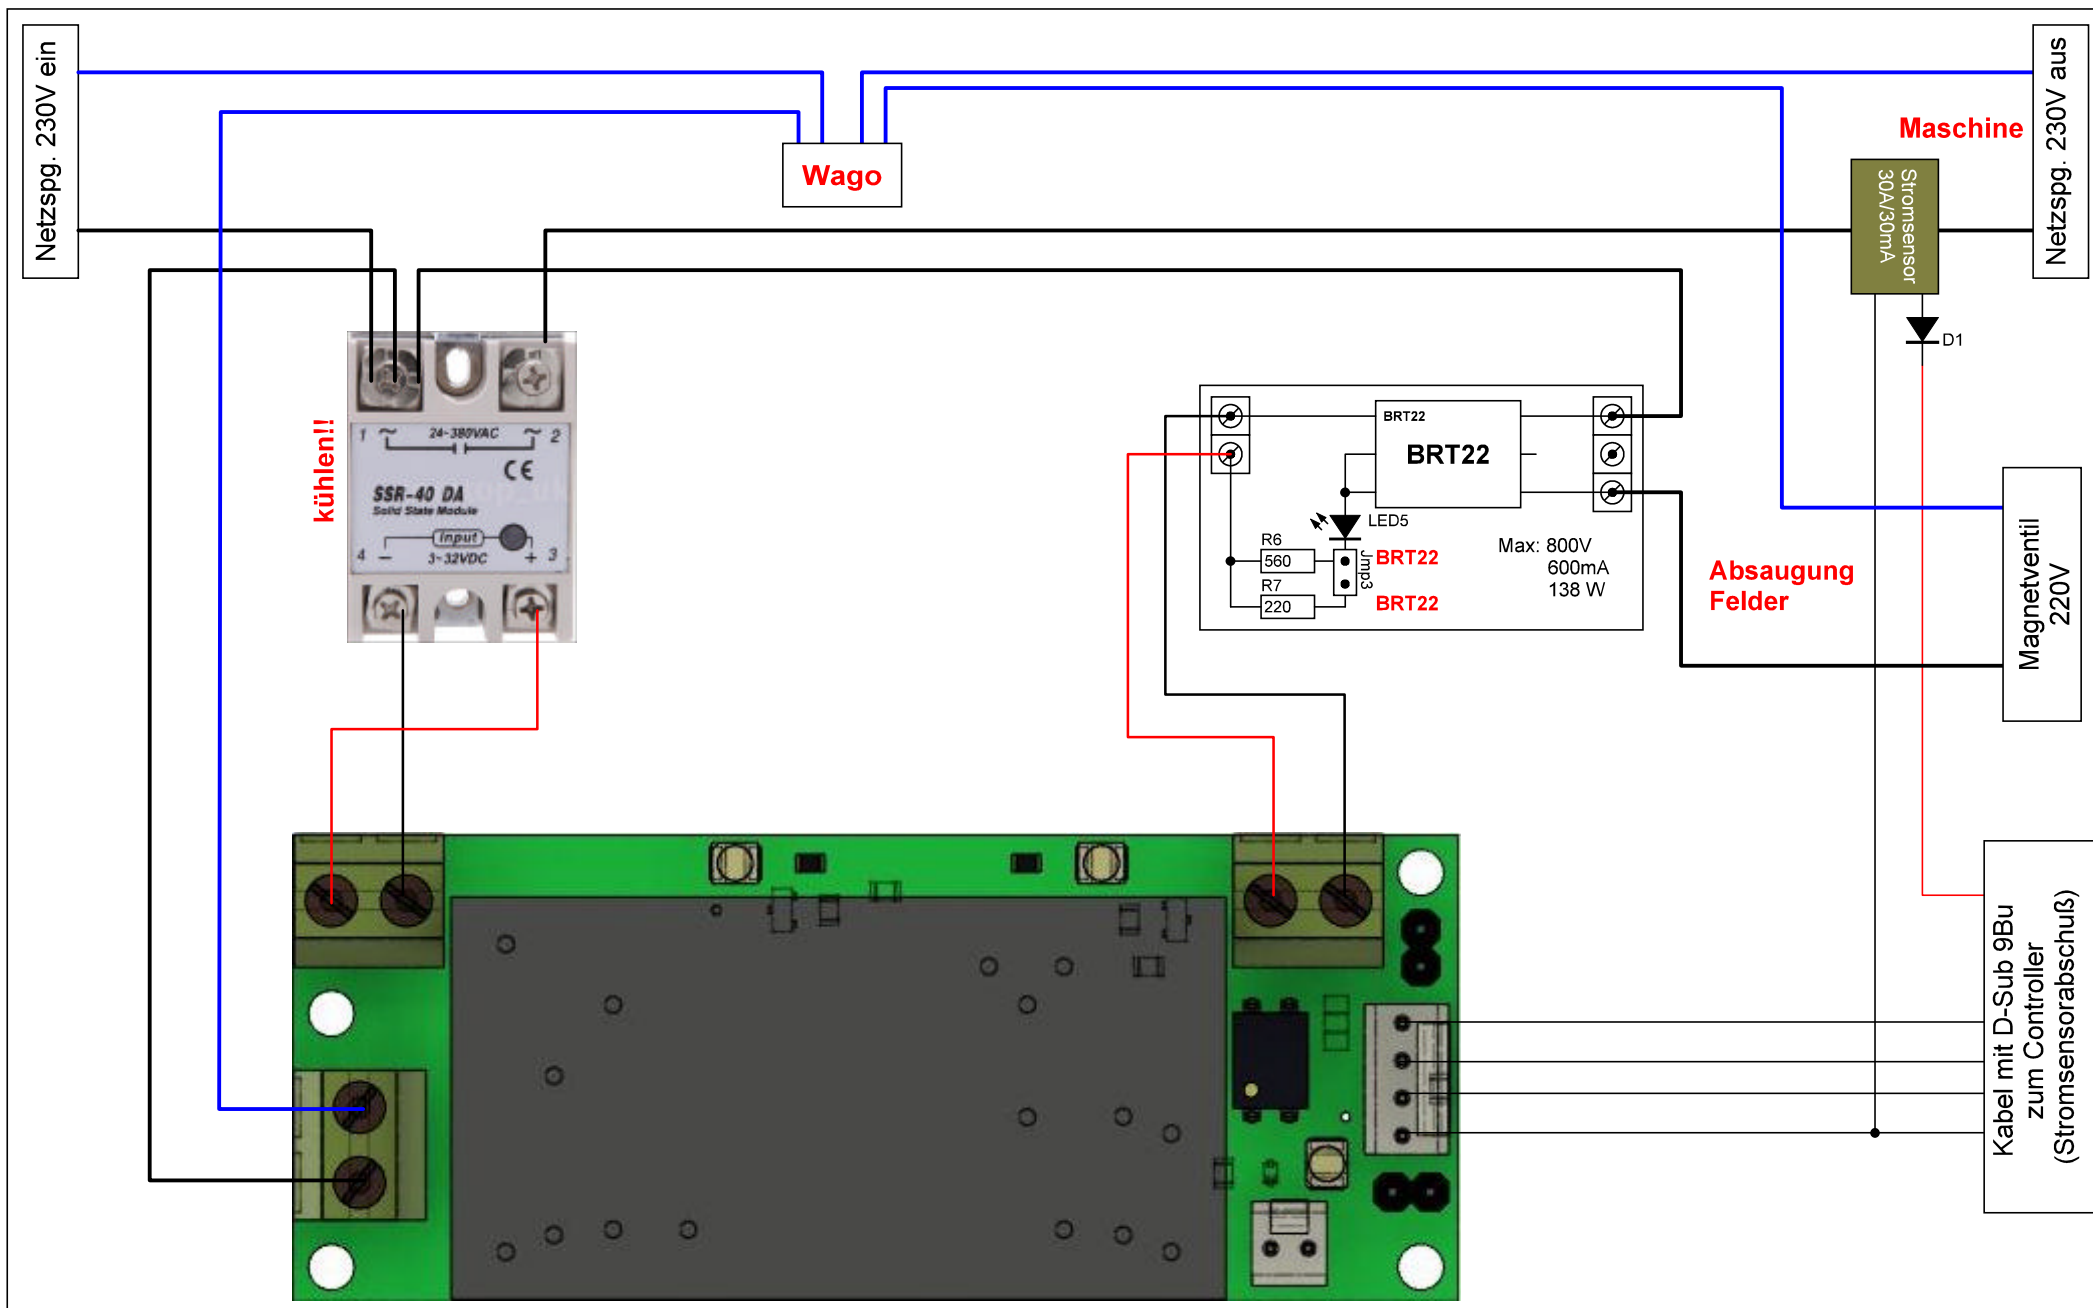 Netzspg. 230V ein
Wago
Maschine
Netzspg. 230V aus
Stromsensor
30A/30mA
D1
kühlen!!
1 ~ 24-380VAC ~ 2
CE
SSR-40 DA
Solid State Module
Input
4 − 3-32VDC + 3
BRT22
BRT22
LED5
R6
560
Jmp3
BRT22
R7
220
BRT22
Max: 800V
600mA
138 W
Absaugung
Felder
Magnetventil
220V
Kabel mit D-Sub 9Bu
zum Controller
(Stromsensorabschuß)